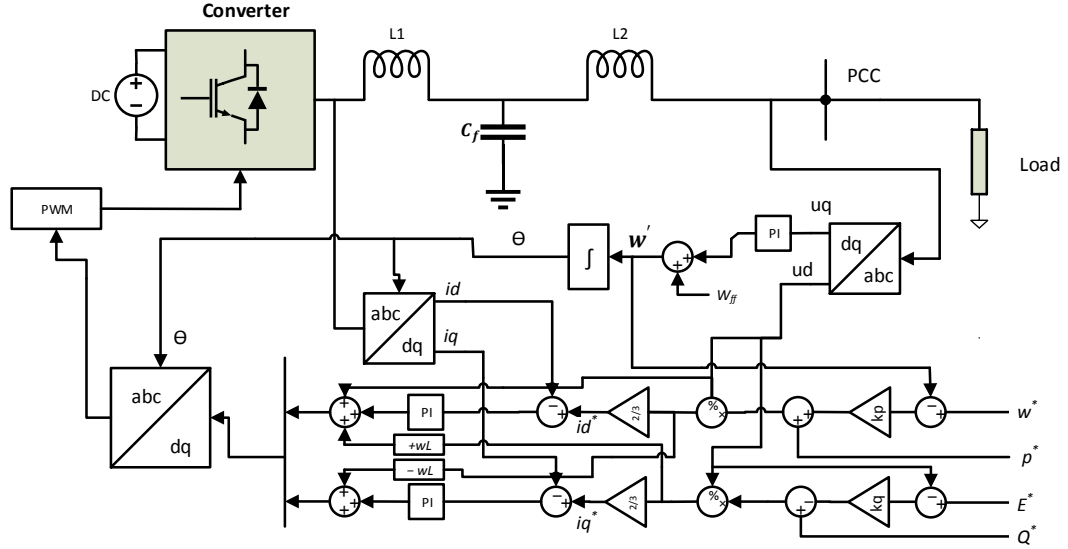 Converter
L1
L2
DC
+
−
C_f
PCC
Load
PWM
uq
PI
dq
abc
ud
w'
∫
Θ
+
+
W_ff
abc
dq
id
iq
Θ
abc
dq
+
+
+
PI
−
+
id*
2/3
%
×
+
+
kp
−
+
w*
+wL
p*
− wL
+
+
PI
−
+
iq*
2/3
%
×
−
+
kq
−
+
E*
Q*